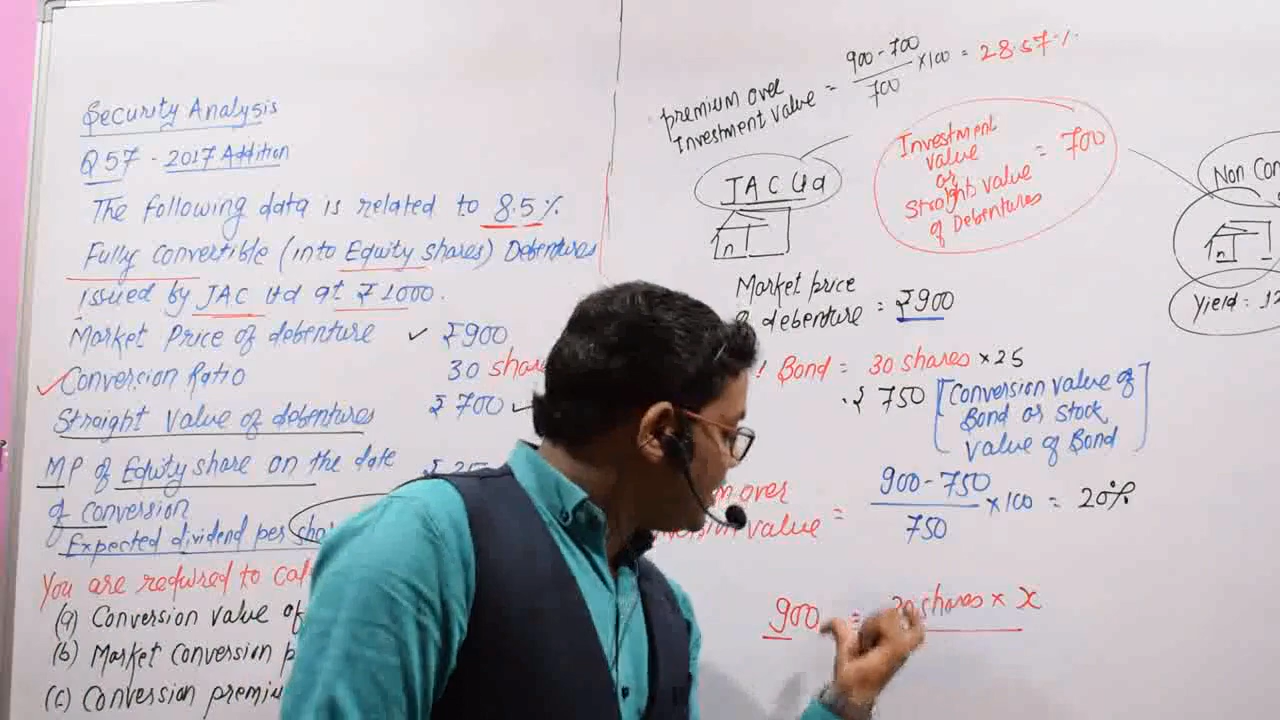 Security Analysis
Q57 - 2017 Addition
The following data is related to 8.5%
Fully Convertible (into Equity shares) Debentures
issued by JAC Ltd at ₹1000.
Market Price of debenture ✓ ₹900
✓ Conversion Ratio 30
Straight Value of debentures ₹700 ✓
MP of Equity share on the date
of Conversion
Expected dividend per
You are required to
(a) Conversion value of
(b) Market Conversion
(c) Conversion
premium over
Investment value = 900-700/700 ×100 = 28.57%
JAC Ltd
n
Investment
value
or
Straight value
of Debentures = 700
Non
n
Yield :
Market price
debenture = ₹900
Bond = 30 shares × 25
₹ 750 [Conversion value of
Bond or stock
value of Bond]
over
value = 900-750/750 ×100 = 20%
900 = shares × x